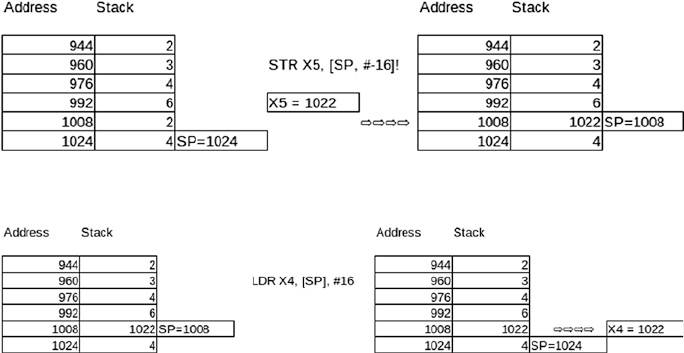 Address Stack Address Stack
944 2 944 2
960 3 STR X5, [SP, #-16]! 960 3
976 4 976 4
992 6 X5 = 1022 992 6
1008 2 ⇨⇨⇨⇨ 1008 1022 SP=1008
1024 4 SP=1024 1024 4
Address Stack Address Stack
944 2 944 2
960 3 LDR X4, [SP], #16 960 3
976 4 976 4
992 6 992 6
1008 1022 SP=1008 1008 1022 ⇨⇨⇨⇨ X4 = 1022
1024 4 1024 4 SP=1024